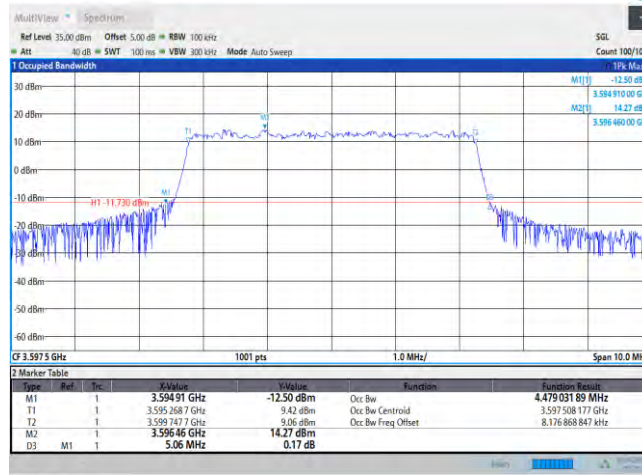 MultiView Spectrum
Ref Level 35.00 dBm Offset 5.00 dB RBW 100 kHz SGL
Att 40 dB SWT 100 ms VBW 300 kHz Mode Auto Sweep Count 100/10
1 Occupied Bandwidth 1Pk Ma
M1[1] -12.50 dB
30 dBm 3.594 910 00 G
M2[1] 14.27 dB
20 dBm 3.596 460 00 G
M2
T1
10 dBm
0 dBm
M1
-10 dBm
H1 -11.730 dBm
-20 dBm
-30 dBm
-40 dBm
-50 dBm
-60 dBm
CF 3.597 5 GHz 1001 pts 1.0 MHz/ Span 10.0 MH
2 Marker Table
Type Ref Trc X-Value Y-Value Function Function Result
M1 1 3.594 91 GHz -12.50 dBm Occ Bw 4.479 031 89 MHz
T1 1 3.595 268 7 GHz 9.42 dBm Occ Bw Centroid 3.597 508 177 GHz
T2 1 3.599 747 7 GHz 9.06 dBm Occ Bw Freq Offset 8.176 868 847 kHz
M2 1 3.596 46 GHz 14.27 dBm
D3 M1 1 5.06 MHz 0.17 dB